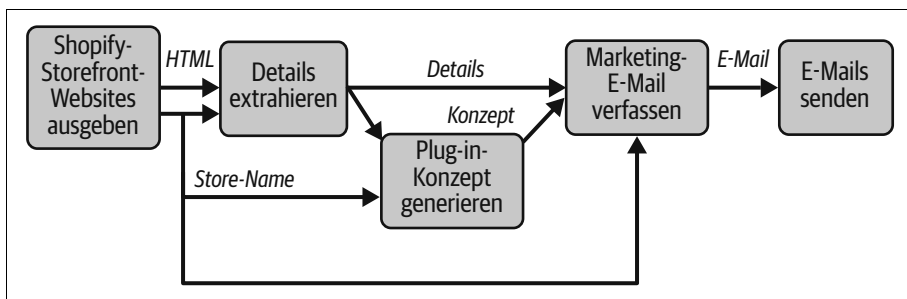 Shopify-
Storefront-
Websites
ausgeben
HTML
Details
extrahieren
Details
Konzept
Store-Name
Plug-in-
Konzept
generieren
Marketing-
E-Mail
verfassen
E-Mail
E-Mails
senden